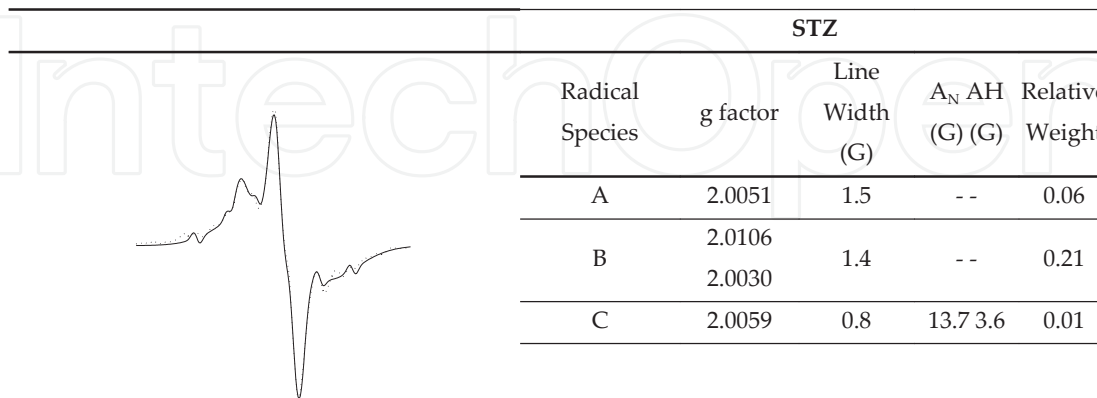 IntechOpen
STZ
Radical Species g factor Line Width (G) A_N AH (G) (G) Relative Weight
A 2.0051 1.5 - - 0.06
B 2.0106 2.0030 1.4 - - 0.21
C 2.0059 0.8 13.7 3.6 0.01